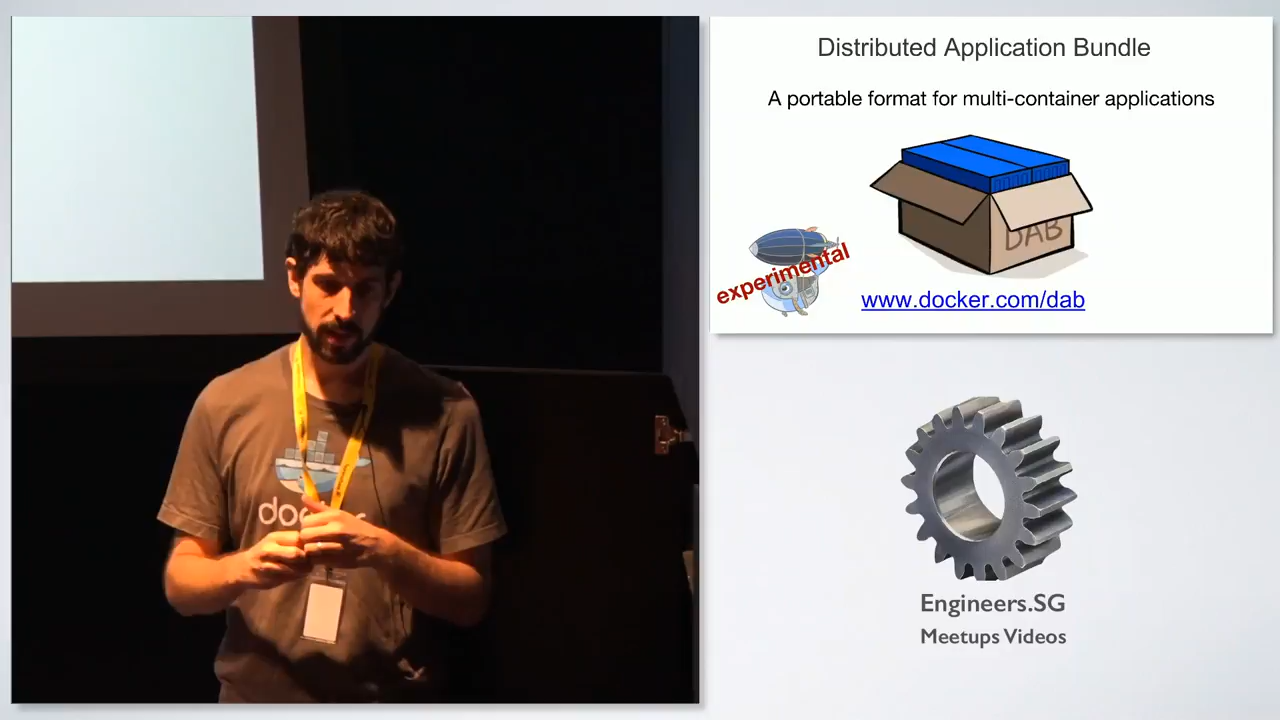 Distributed Application Bundle
A portable format for multi-container applications
DAB
experimental
www.docker.com/dab
docker
Engineers.SG
Meetups Videos